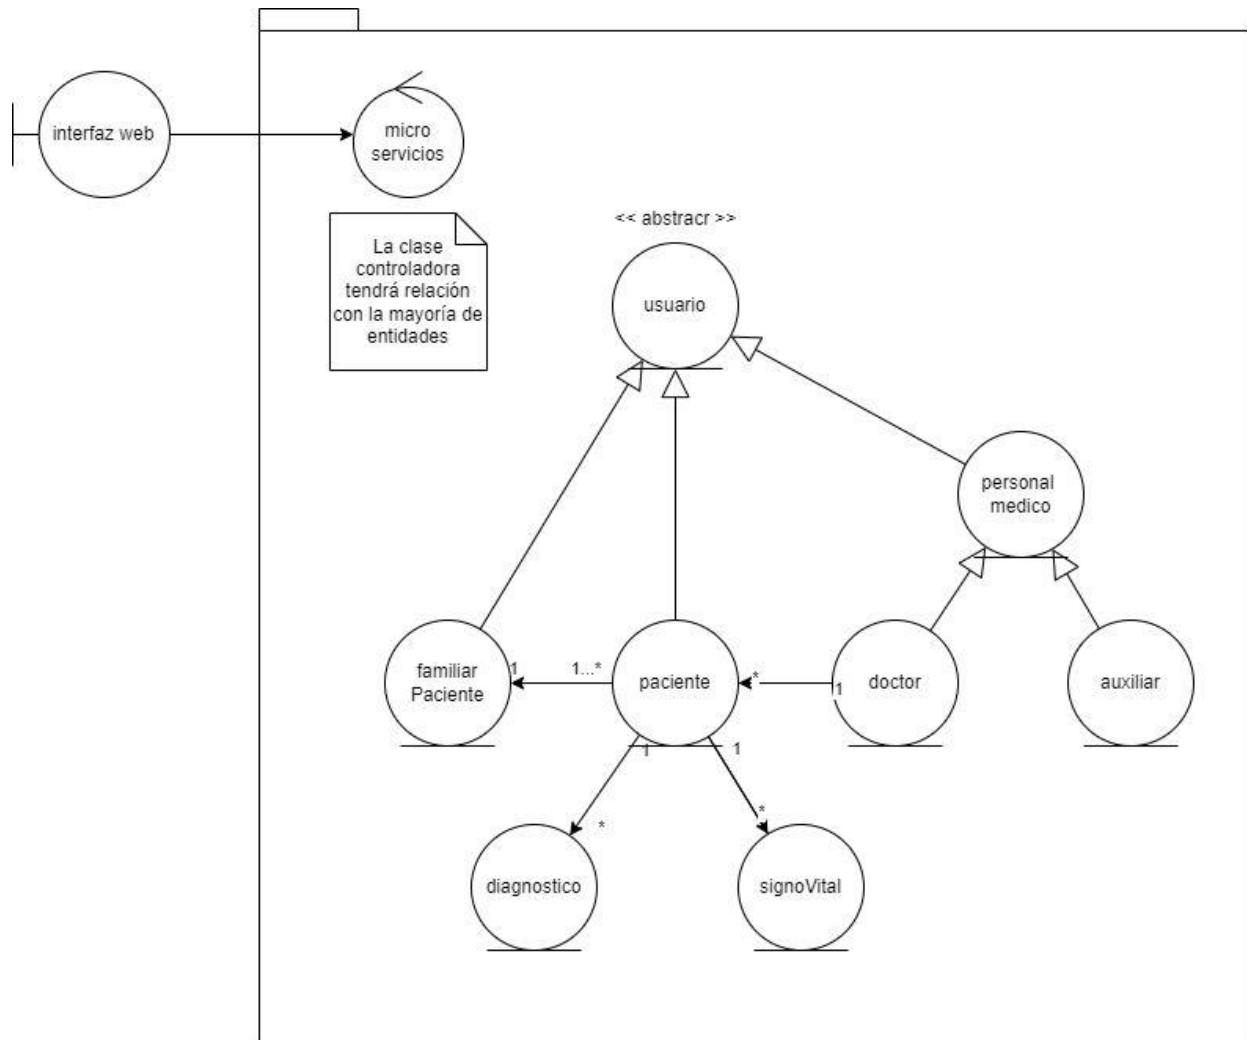 interfaz web
micro
servicios
La clase
controladora
tendrá relación
con la mayoría de
entidades
<< abstracr >>
usuario
personal
medico
familiar
Paciente
1
1...*
paciente
*
1
doctor
auxiliar
1
1
*
*
diagnostico
signoVital